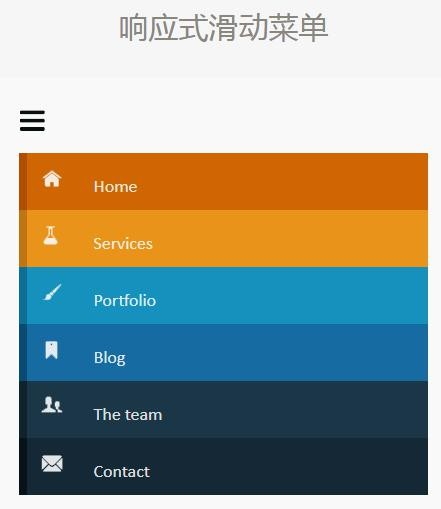 响应式滑动菜单
Home
Services
Portfolio
Blog
The team
Contact